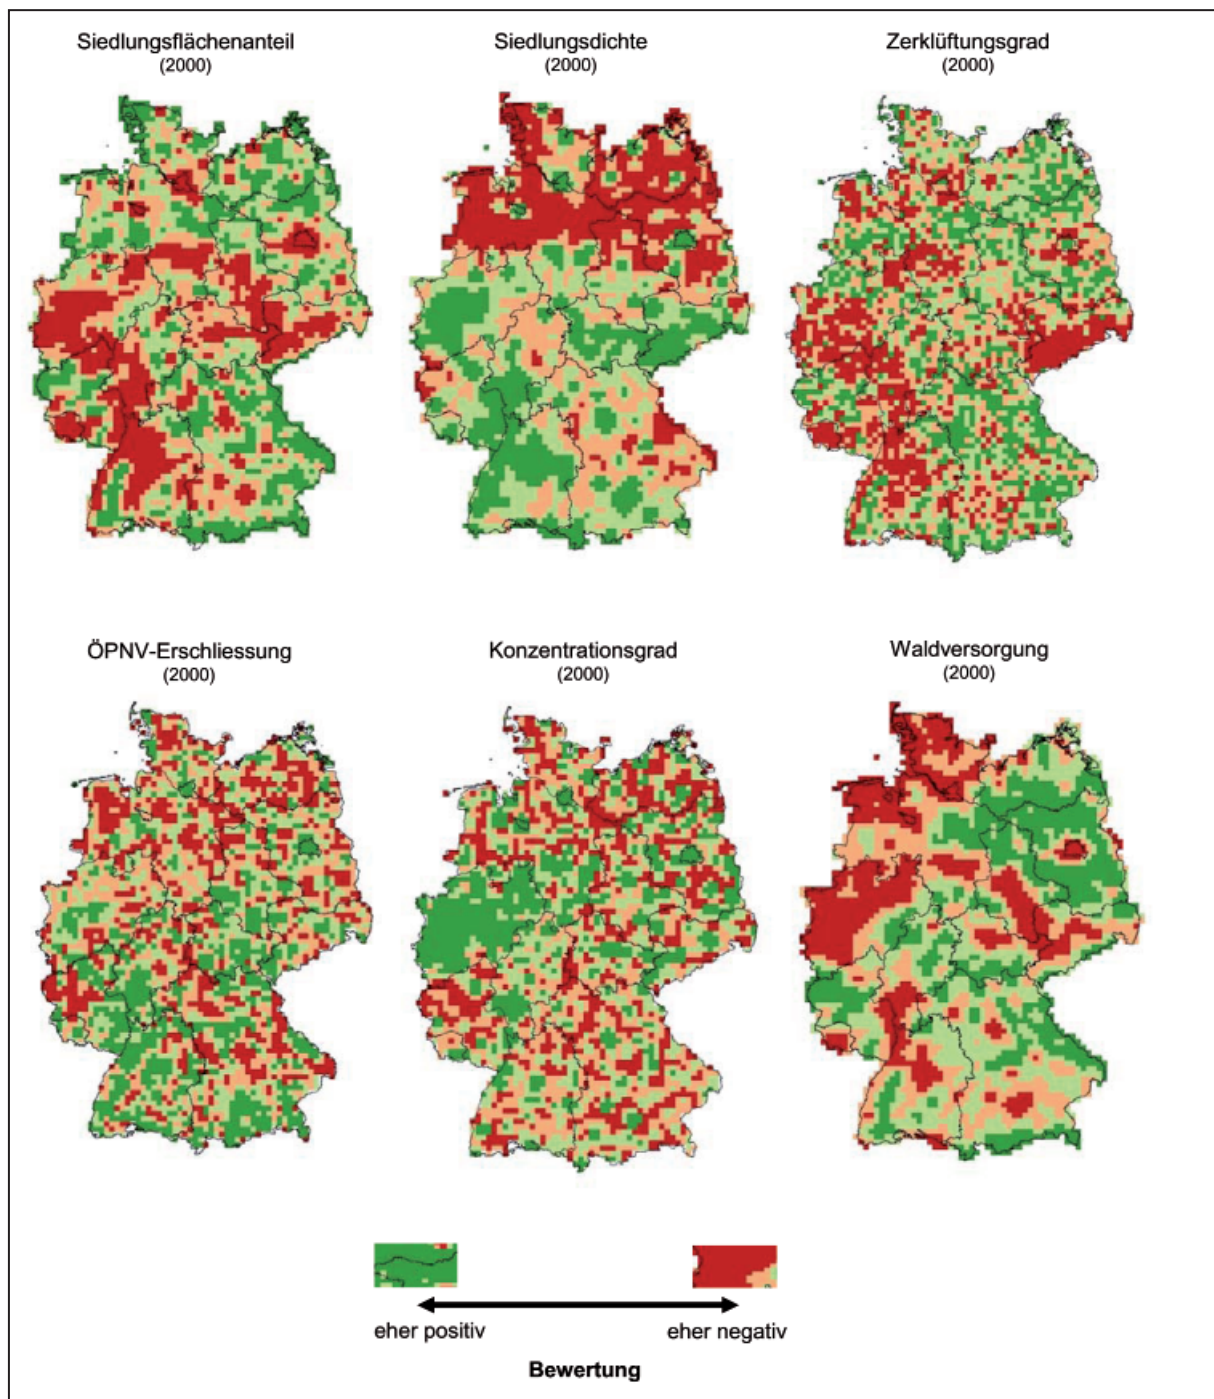 Siedlungsflächenanteil
(2000)
Siedlungsdichte
(2000)
Zerklüftungsgrad
(2000)
ÖPNV-Erschliessung
(2000)
Konzentrationsgrad
(2000)
Waldversorgung
(2000)
eher positiv
eher negativ
Bewertung